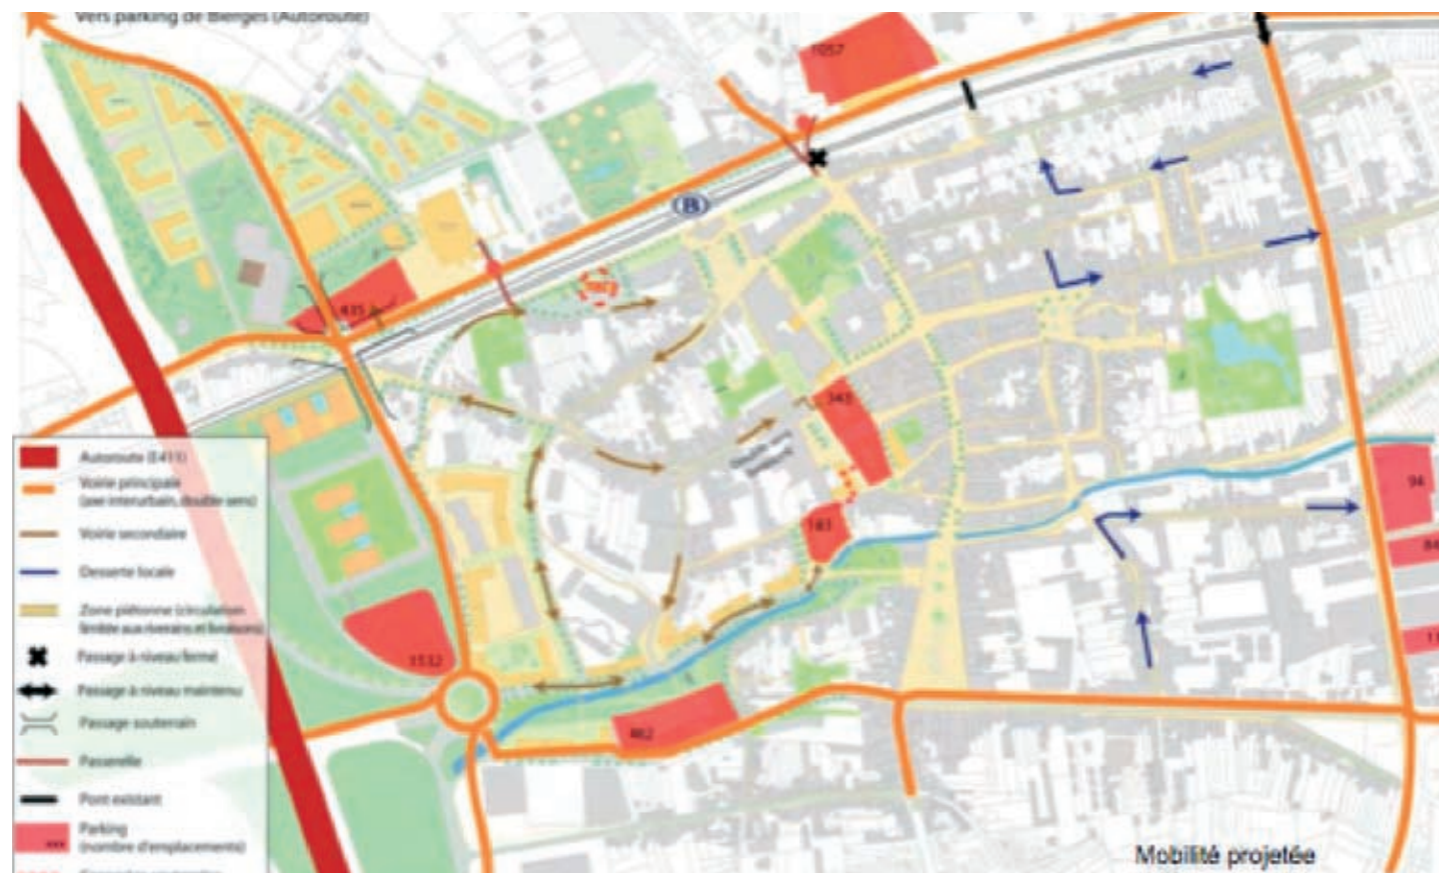 Vers parking de Bierges (Autoroute)
1057
B
435
343
183
94
1532
462
Autoroute (E411)
Voirie principale
(axe interurbain, double sens)
Voirie secondaire
Desserte locale
Zone piétonne (circulation
limitée aux riverains et livraisons)
Passage à niveau fermé
Passage à niveau maintenu
Passage souterrain
Passerelle
Pont existant
Parking
(nombre d'emplacements)
Mobilité projetée